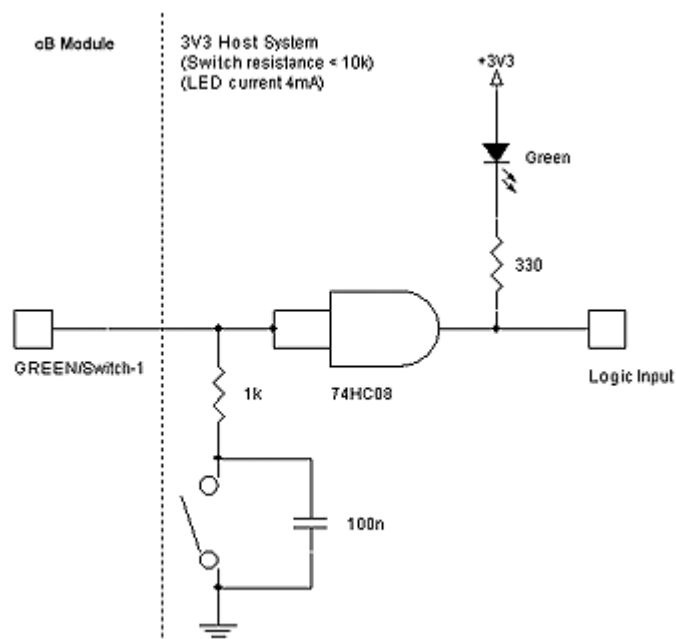 cB Module
3V3 Host System
(Switch resistance < 10k)
(LED current 4mA)
+3V3
Green
330
GREEN/Switch-1
1k
74HC08
Logic Input
100n